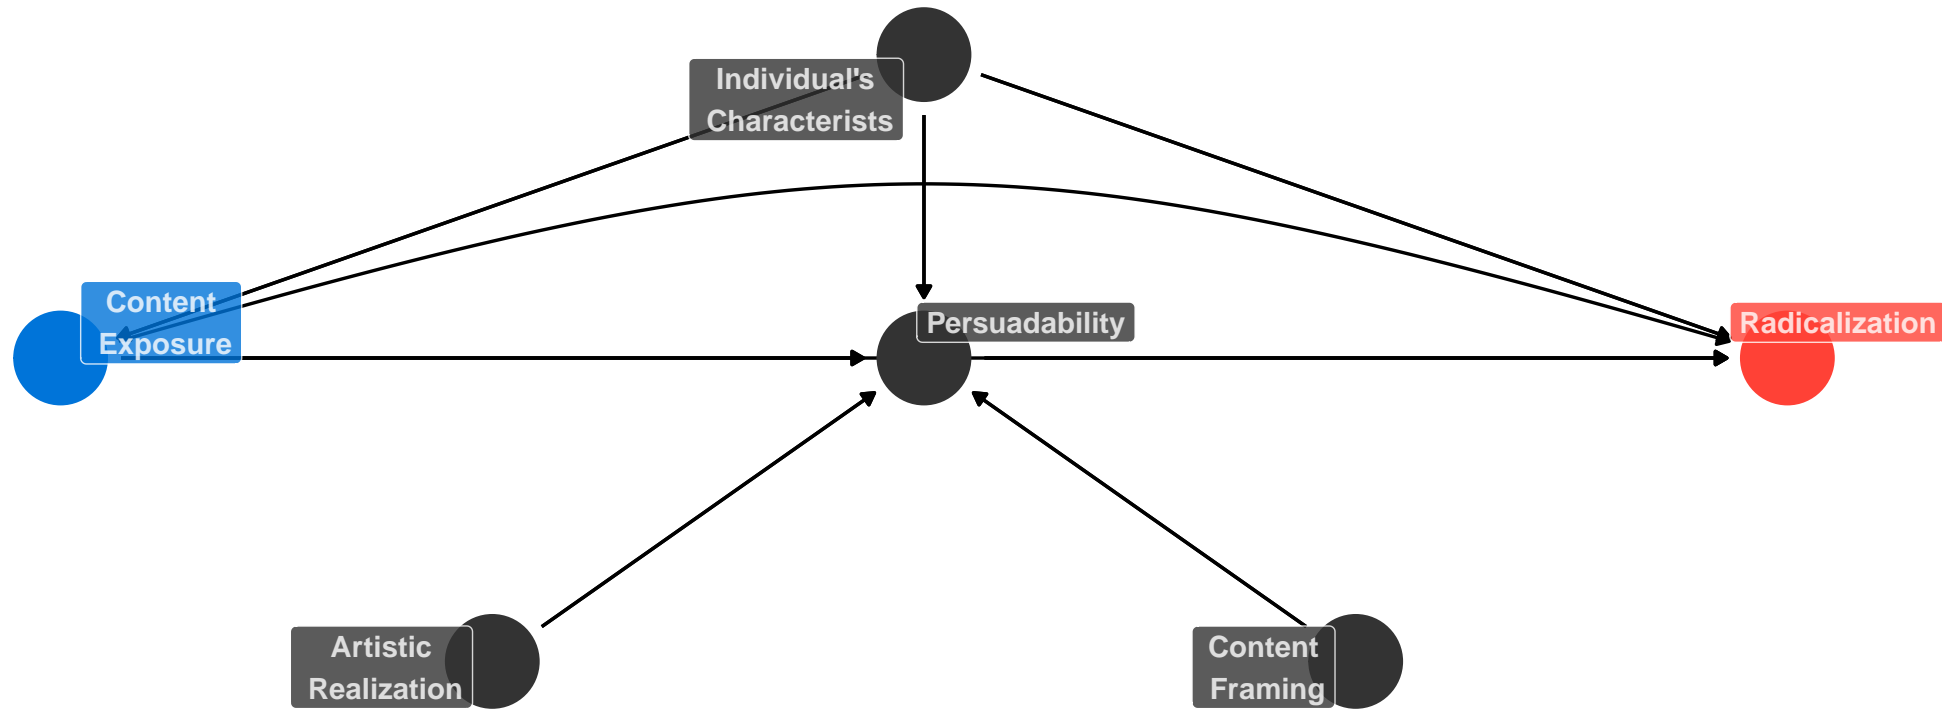 Individual's
Characterists
Content
Exposure
Persuadability
Radicalization
Artistic
Realization
Content
Framing